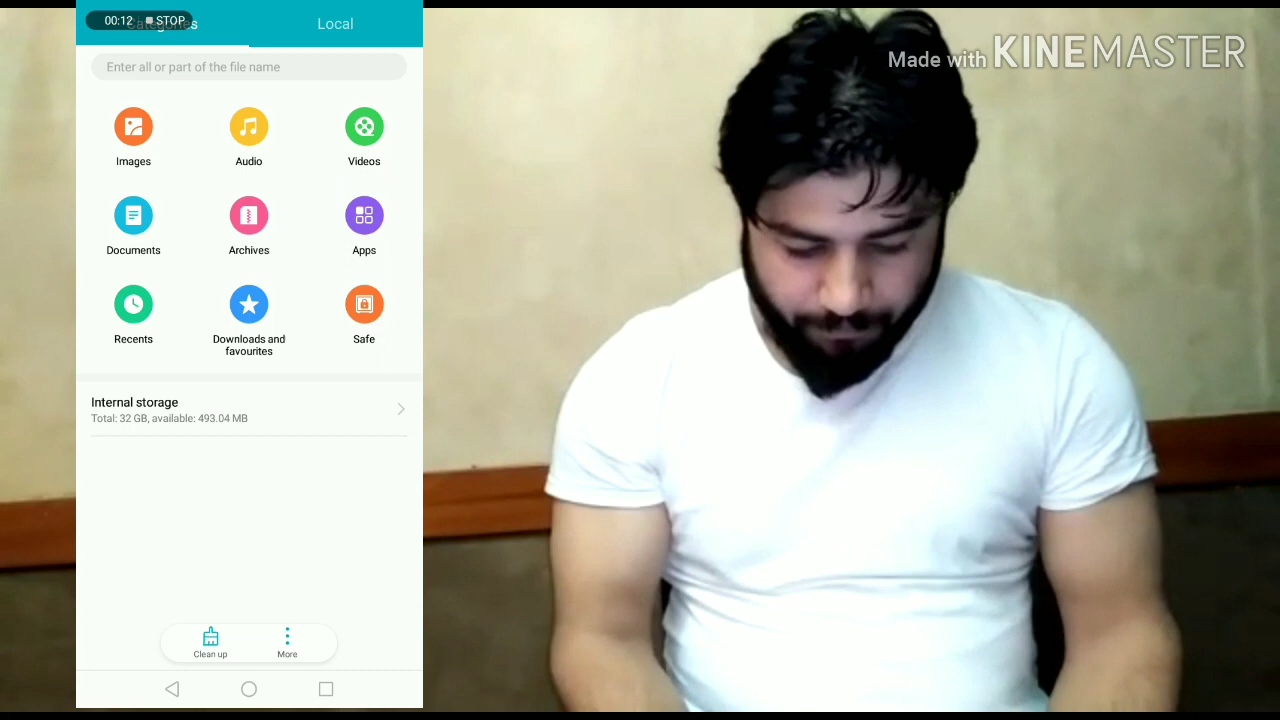 00:12 STOP
Categories
Local
Enter all or part of the file name
Images
Audio
Videos
Documents
Archives
Apps
Recents
Downloads and
favourites
Safe
Internal storage
Total: 32 GB, available: 493.04 MB
Clean up
More
Made with KINEMASTER